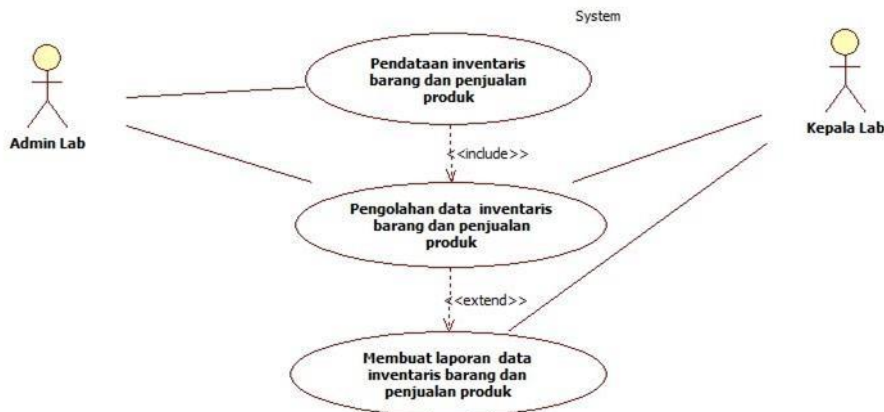 System
Pendataan inventaris
barang dan penjualan
produk
Admin Lab
Kepala Lab
<<include>>
Pengolahan data inventaris
barang dan penjualan
produk
<<extend>>
Membuat laporan data
inventaris barang dan
penjualan produk